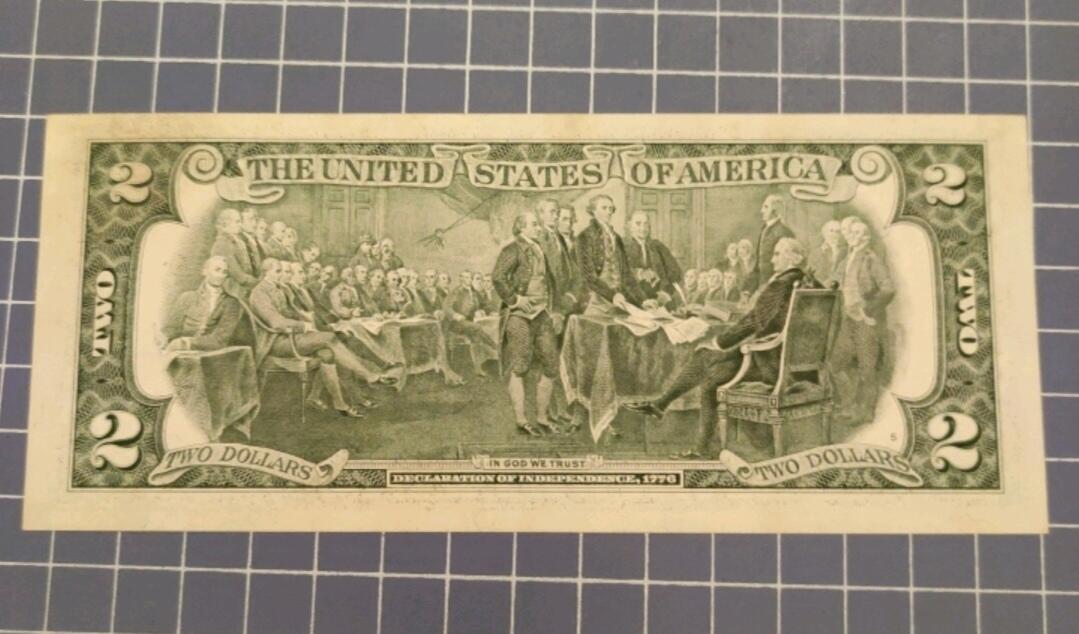 2 THE UNITED STATES OF AMERICA 2
TWO TWO
5
2 TWO DOLLARS IN GOD WE TRUST TWO DOLLARS 2
DECLARATION OF INDEPENDENCE, 1776